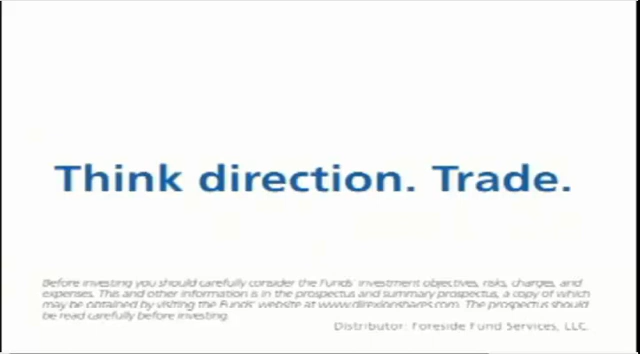 Think direction. Trade.
Before investing you should carefully consider the Funds' investment objectives, risks, charges, and
expenses. This and other information is in the prospectus and summary prospectus, a copy of which
may be obtained by visiting the Funds' website at www.direxionshares.com. The prospectus should
be read carefully before investing.
Distributor: Foreside Fund Services, LLC.